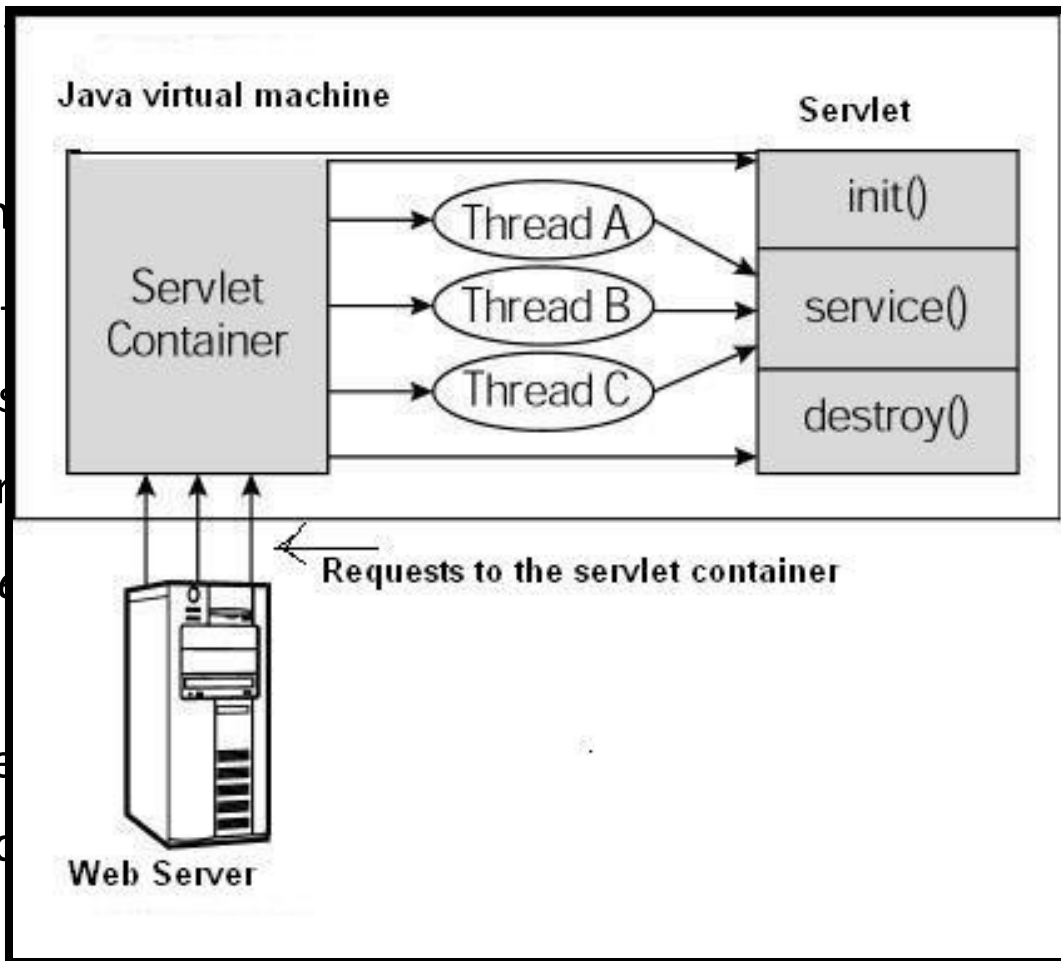 Java virtual machine
Servlet
Servlet
Container
Thread A
Thread B
Thread C
init()
service()
destroy()
Requests to the servlet container
Web Server